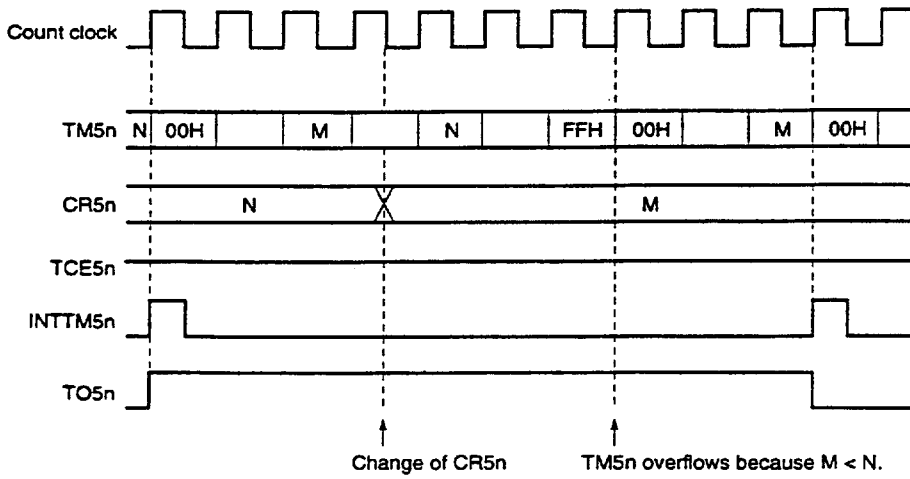 Count clock
TM5n N 00H M N FFH 00H M 00H
CR5n N M
TCE5n
INTTM5n
TO5n
Change of CR5n TM5n overflows because M < N.